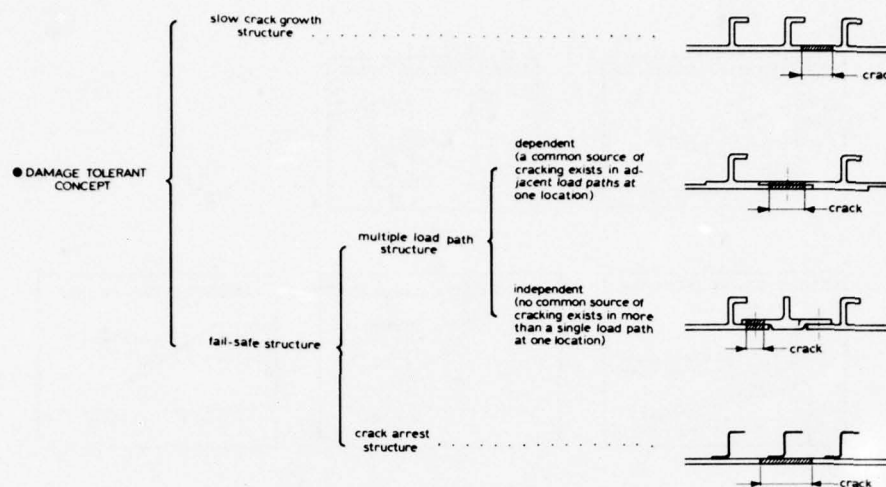 slow crack growth
structure
crack
● DAMAGE TOLERANT
CONCEPT
dependent
(a common source of
cracking exists in ad-
jacent load paths at
one location)
crack
multiple load path
structure
independent
(no common source of
cracking exists in more
than a single load path
at one location)
crack
fail-safe structure
crack arrest
structure
crack